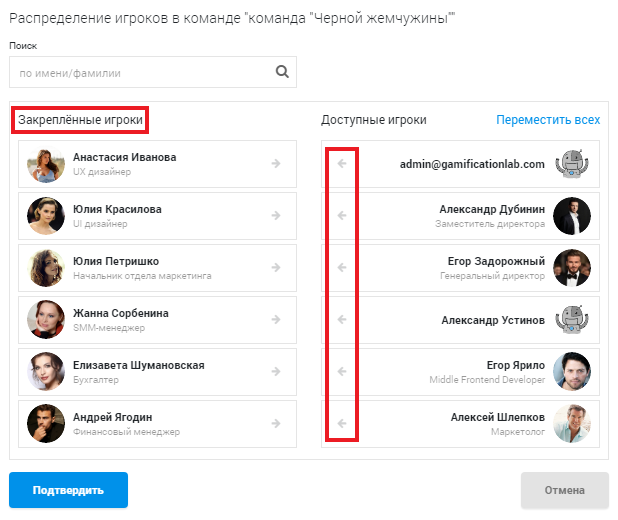 Распределение игроков в команде "команда "Черной жемчужины""
Поиск
по имени/фамилии
Закреплённые игроки
Анастасия Иванова
UX дизайнер
Юлия Красилова
UI дизайнер
Юлия Петришко
Начальник отдела маркетинга
Жанна Сорбенина
SMM-менеджер
Елизавета Шумановская
Бухгалтер
Андрей Ягодин
Финансовый менеджер
Доступные игроки
Переместить всех
admin@gamificationlab.com
Александр Дубинин
Заместитель директора
Егор Задорожный
Генеральный директор
Александр Устинов
Егор Ярило
Middle Frontend Developer
Алексей Шлепков
Маркетолог
Подтвердить
Отмена